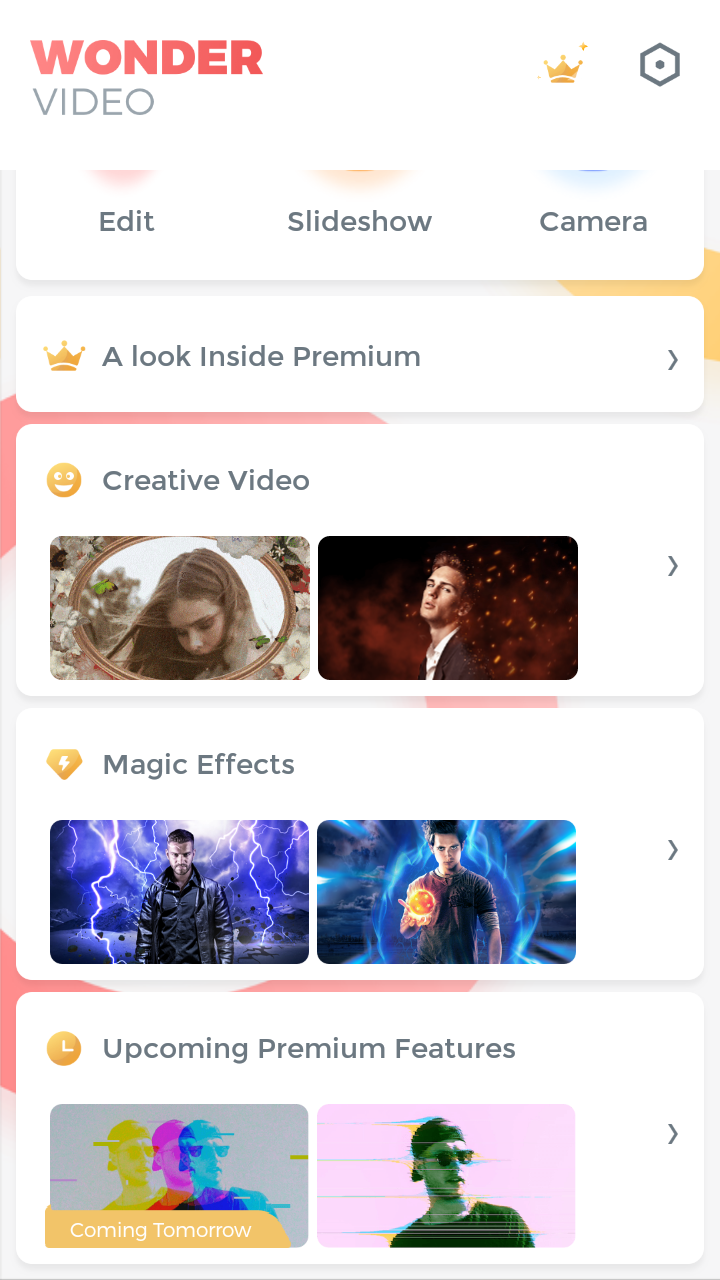 WONDER
VIDEO
Edit
Slideshow
Camera
A look Inside Premium
Creative Video
Magic Effects
Upcoming Premium Features
Coming Tomorrow